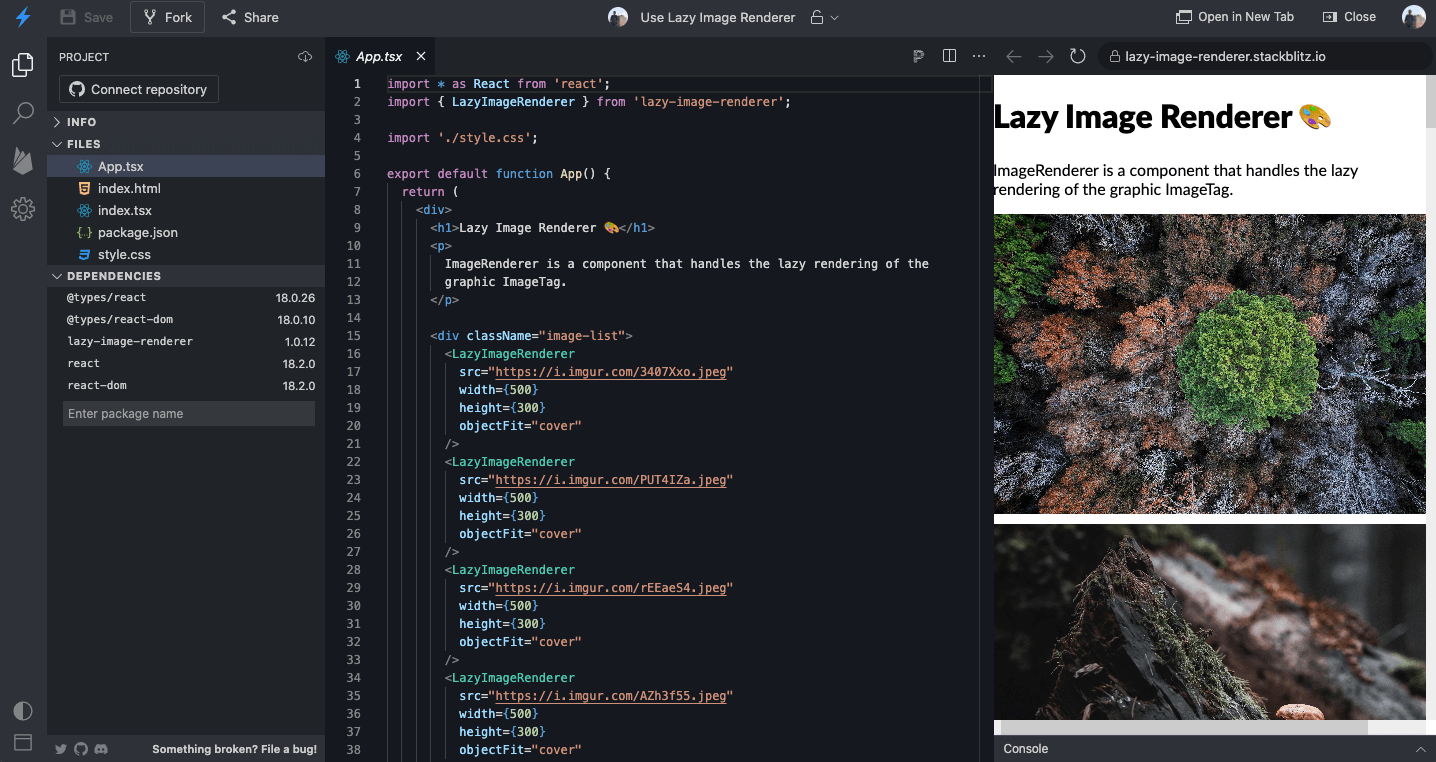 Save
Fork
Share
Use Lazy Image Renderer
Open in New Tab
Close
PROJECT
Connect repository
INFO
FILES
App.tsx
index.html
index.tsx
package.json
style.css
DEPENDENCIES
@types/react 18.0.26
@types/react-dom 18.0.10
lazy-image-renderer 1.0.12
react 18.2.0
react-dom 18.2.0
Enter package name
Something broken? File a bug!
App.tsx
1 import * as React from 'react';
2 import { LazyImageRenderer } from 'lazy-image-renderer';
3
4 import './style.css';
5
6 export default function App() {
7 return (
8 <div>
9 <h1>Lazy Image Renderer 🎨</h1>
10 <p>
11 ImageRenderer is a component that handles the lazy rendering of the
12 graphic ImageTag.
13 </p>
14
15 <div className="image-list">
16 <LazyImageRenderer
17 src="https://i.imgur.com/3407Xxo.jpeg"
18 width={500}
19 height={300}
20 objectFit="cover"
21 />
22 <LazyImageRenderer
23 src="https://i.imgur.com/PUT4IZa.jpeg"
24 width={500}
25 height={300}
26 objectFit="cover"
27 />
28 <LazyImageRenderer
29 src="https://i.imgur.com/rEEaeS4.jpeg"
30 width={500}
31 height={300}
32 objectFit="cover"
33 />
34 <LazyImageRenderer
35 src="https://i.imgur.com/AZh3f55.jpeg"
36 width={500}
37 height={300}
38 objectFit="cover"
lazy-image-renderer.stackblitz.io
Lazy Image Renderer 🎨
ImageRenderer is a component that handles the lazy
rendering of the graphic ImageTag.
Console